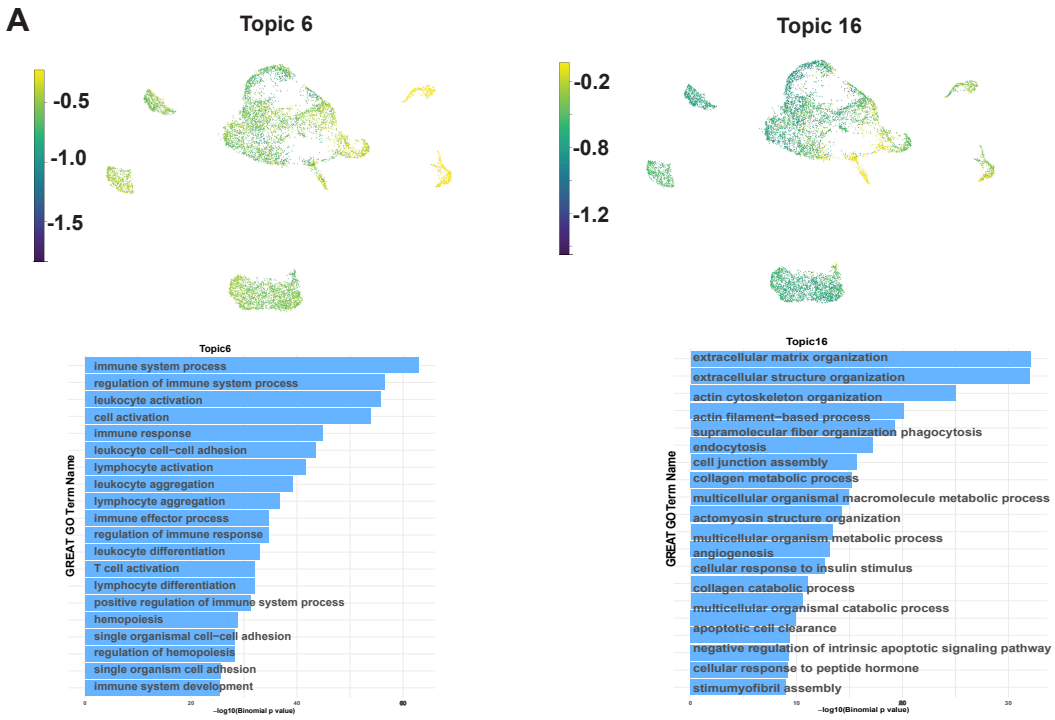 A
Topic 6
Topic 16
-0.5
-1.0
-1.5
-0.2
-0.8
-1.2
Topic6
GREAT GO Term Name
immune system process
regulation of immune system process
leukocyte activation
cell activation
immune response
leukocyte cell−cell adhesion
lymphocyte activation
leukocyte aggregation
lymphocyte aggregation
immune effector process
regulation of immune response
leukocyte differentiation
T cell activation
lymphocyte differentiation
positive regulation of immune system process
hemopoiesis
single organismal cell−cell adhesion
regulation of hemopoiesis
single organism cell adhesion
immune system development
0 20 60
−log10(Binomial p value)
Topic16
GREAT GO Term Name
extracellular matrix organization
extracellular structure organization
actin cytoskeleton organization
actin filament−based process
supramolecular fiber organization phagocytosis
endocytosis
cell junction assembly
collagen metabolic process
multicellular organismal macromolecule metabolic process
actomyosin structure organization
multicellular organism metabolic process
angiogenesis
cellular response to insulin stimulus
collagen catabolic process
multicellular organismal catabolic process
apoptotic cell clearance
negative regulation of intrinsic apoptotic signaling pathway
cellular response to peptide hormone
stimumyofibril assembly
0 10 20 30
−log10(Binomial p value)